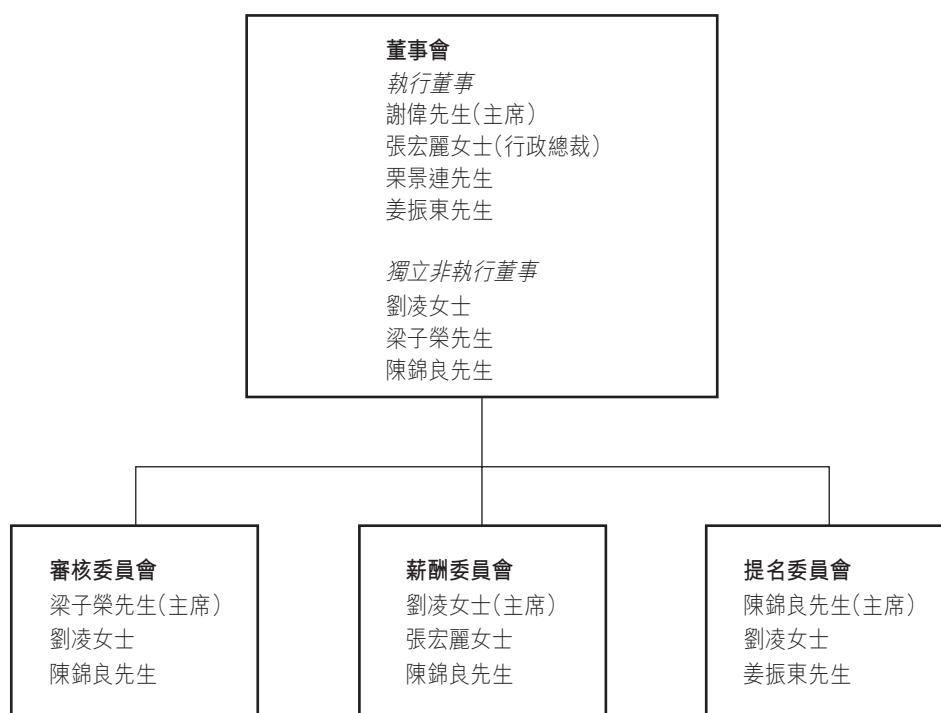 董事會
執行董事
謝偉先生(主席)
張宏麗女士(行政總裁)
栗景連先生
姜振東先生
獨立非執行董事
劉凌女士
梁子榮先生
陳錦良先生
審核委員會
梁子榮先生(主席)
劉凌女士
陳錦良先生
薪酬委員會
劉凌女士(主席)
張宏麗女士
陳錦良先生
提名委員會
陳錦良先生(主席)
劉凌女士
姜振東先生